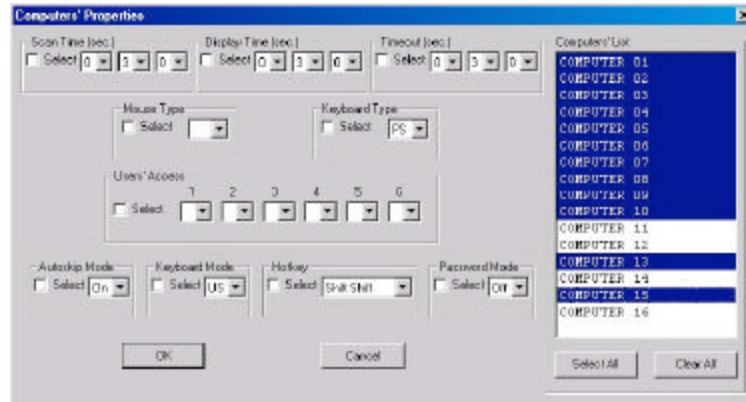 Computers' Properties
Scan Time (sec.)
Select 0 3 0
Display Time (sec.)
Select 0 3 0
Timeout (sec.)
Select 0 3 0
Mouse Type
Select
Keyboard Type
Select PS
Users' Access
1 2 3 4 5 6
Select
Autoskip Mode
Select On
Keyboard Mode
Select US
Hotkey
Select Shift Shift
Password Mode
Select Off
OK
Cancel
Computers' List
COMPUTER 01
COMPUTER 02
COMPUTER 03
COMPUTER 04
COMPUTER 05
COMPUTER 06
COMPUTER 07
COMPUTER 08
COMPUTER 09
COMPUTER 10
COMPUTER 11
COMPUTER 12
COMPUTER 13
COMPUTER 14
COMPUTER 15
COMPUTER 16
Select All
Clear All